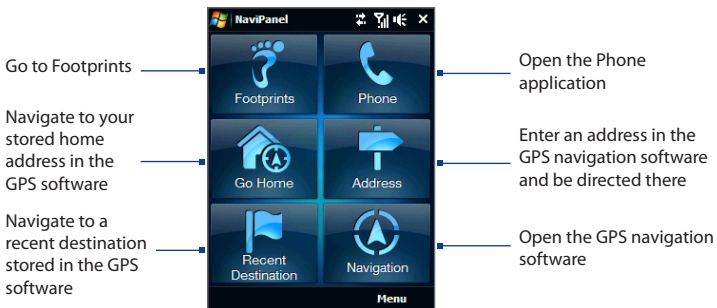 NaviPanel
Go to Footprints
Navigate to your
stored home
address in the
GPS software
Navigate to a
recent destination
stored in the GPS
software
Footprints
Phone
Go Home
Address
Recent
Destination
Navigation
Menu
Open the Phone
application
Enter an address in the
GPS navigation software
and be directed there
Open the GPS navigation
software